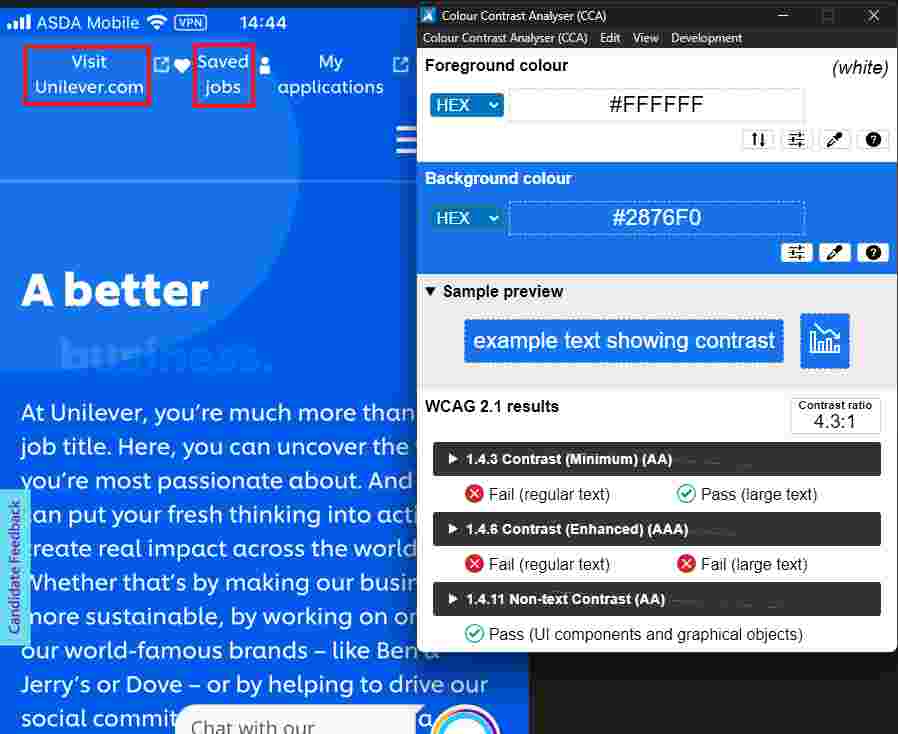 ASDA Mobile VPN 14:44
Visit
Unilever.com
Saved
jobs
My
applications
A better
business.
At Unilever, you're much more than
job title. Here, you can uncover the
you're most passionate about. And
can put your fresh thinking into acti
create real impact across the world
Whether that's by making our busin
more sustainable, by working on or
our world-famous brands – like Ben &
Jerry's or Dove – or by helping to drive our
social commit
a
Candidate Feedback
Chat with our
Colour Contrast Analyser (CCA)
Colour Contrast Analyser (CCA) Edit View Development
Foreground colour (white)
HEX #FFFFFF
Background colour
HEX #2876F0
Sample preview
example text showing contrast
WCAG 2.1 results
Contrast ratio
4.3:1
1.4.3 Contrast (Minimum) (AA)
Fail (regular text) Pass (large text)
1.4.6 Contrast (Enhanced) (AAA)
Fail (regular text) Fail (large text)
1.4.11 Non-text Contrast (AA)
Pass (UI components and graphical objects)